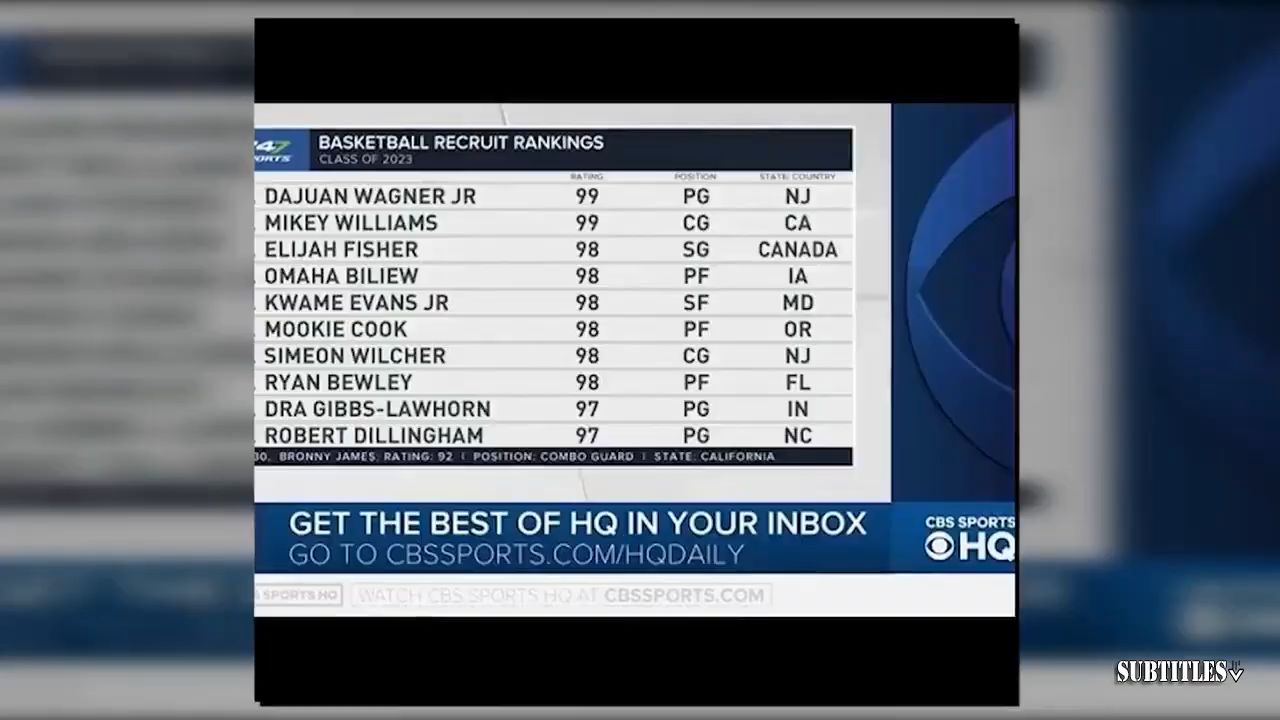 247
SPORTS
BASKETBALL RECRUIT RANKINGS
CLASS OF 2023
RATING POSITION STATE/COUNTRY
. DAJUAN WAGNER JR 99 PG NJ
. MIKEY WILLIAMS 99 CG CA
. ELIJAH FISHER 98 SG CANADA
. OMAHA BILIEW 98 PF IA
. KWAME EVANS JR 98 SF MD
. MOOKIE COOK 98 PF OR
. SIMEON WILCHER 98 CG NJ
. RYAN BEWLEY 98 PF FL
. DRA GIBBS-LAWHORN 97 PG IN
. ROBERT DILLINGHAM 97 PG NC
30. BRONNY JAMES, RATING: 92 | POSITION: COMBO GUARD | STATE: CALIFORNIA
GET THE BEST OF HQ IN YOUR INBOX
GO TO CBSSPORTS.COM/HQDAILY
CBS SPORTS
HQ
SPORTS HQ WATCH CBS SPORTS HQ AT CBSSPORTS.COM
SUBTITLES